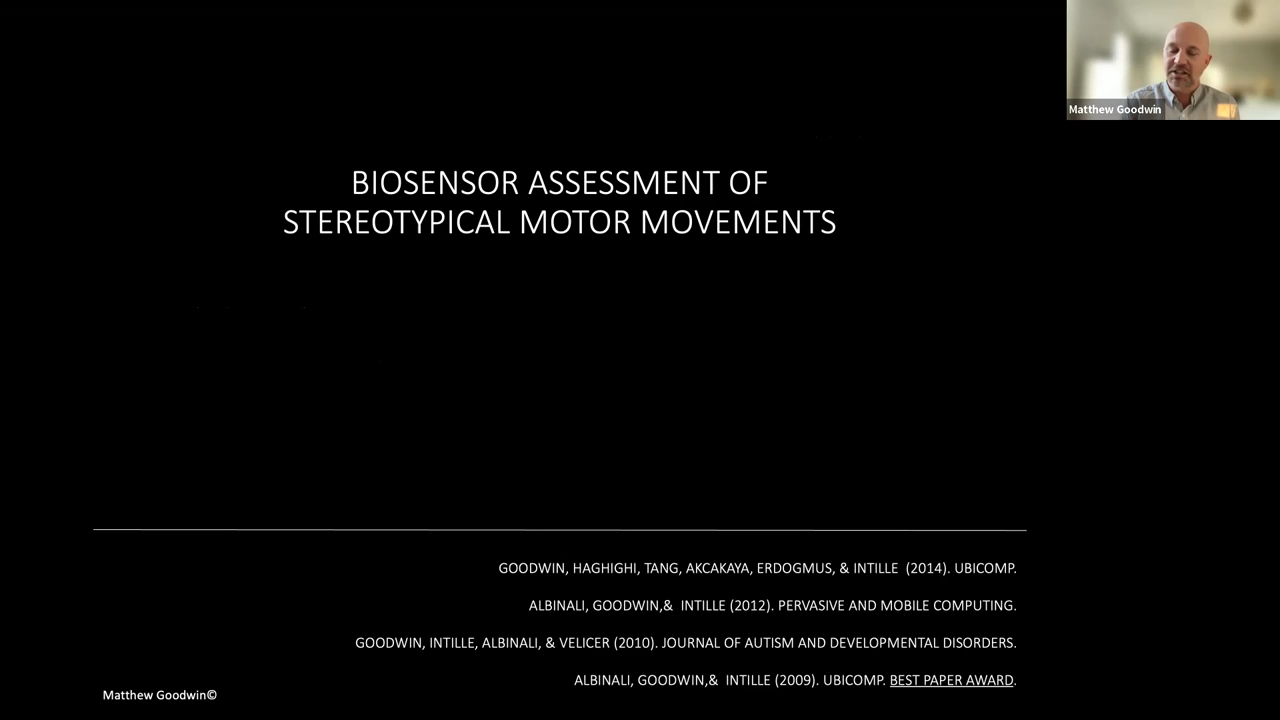 Matthew Goodwin
BIOSENSOR ASSESSMENT OF
STEREOTYPICAL MOTOR MOVEMENTS
GOODWIN, HAGHIGHI, TANG, AKCAKAYA, ERDOGMUS, & INTILLE (2014). UBICOMP.
ALBINALI, GOODWIN,& INTILLE (2012). PERVASIVE AND MOBILE COMPUTING.
GOODWIN, INTILLE, ALBINALI, & VELICER (2010). JOURNAL OF AUTISM AND DEVELOPMENTAL DISORDERS.
ALBINALI, GOODWIN,& INTILLE (2009). UBICOMP. BEST PAPER AWARD.
Matthew Goodwin©